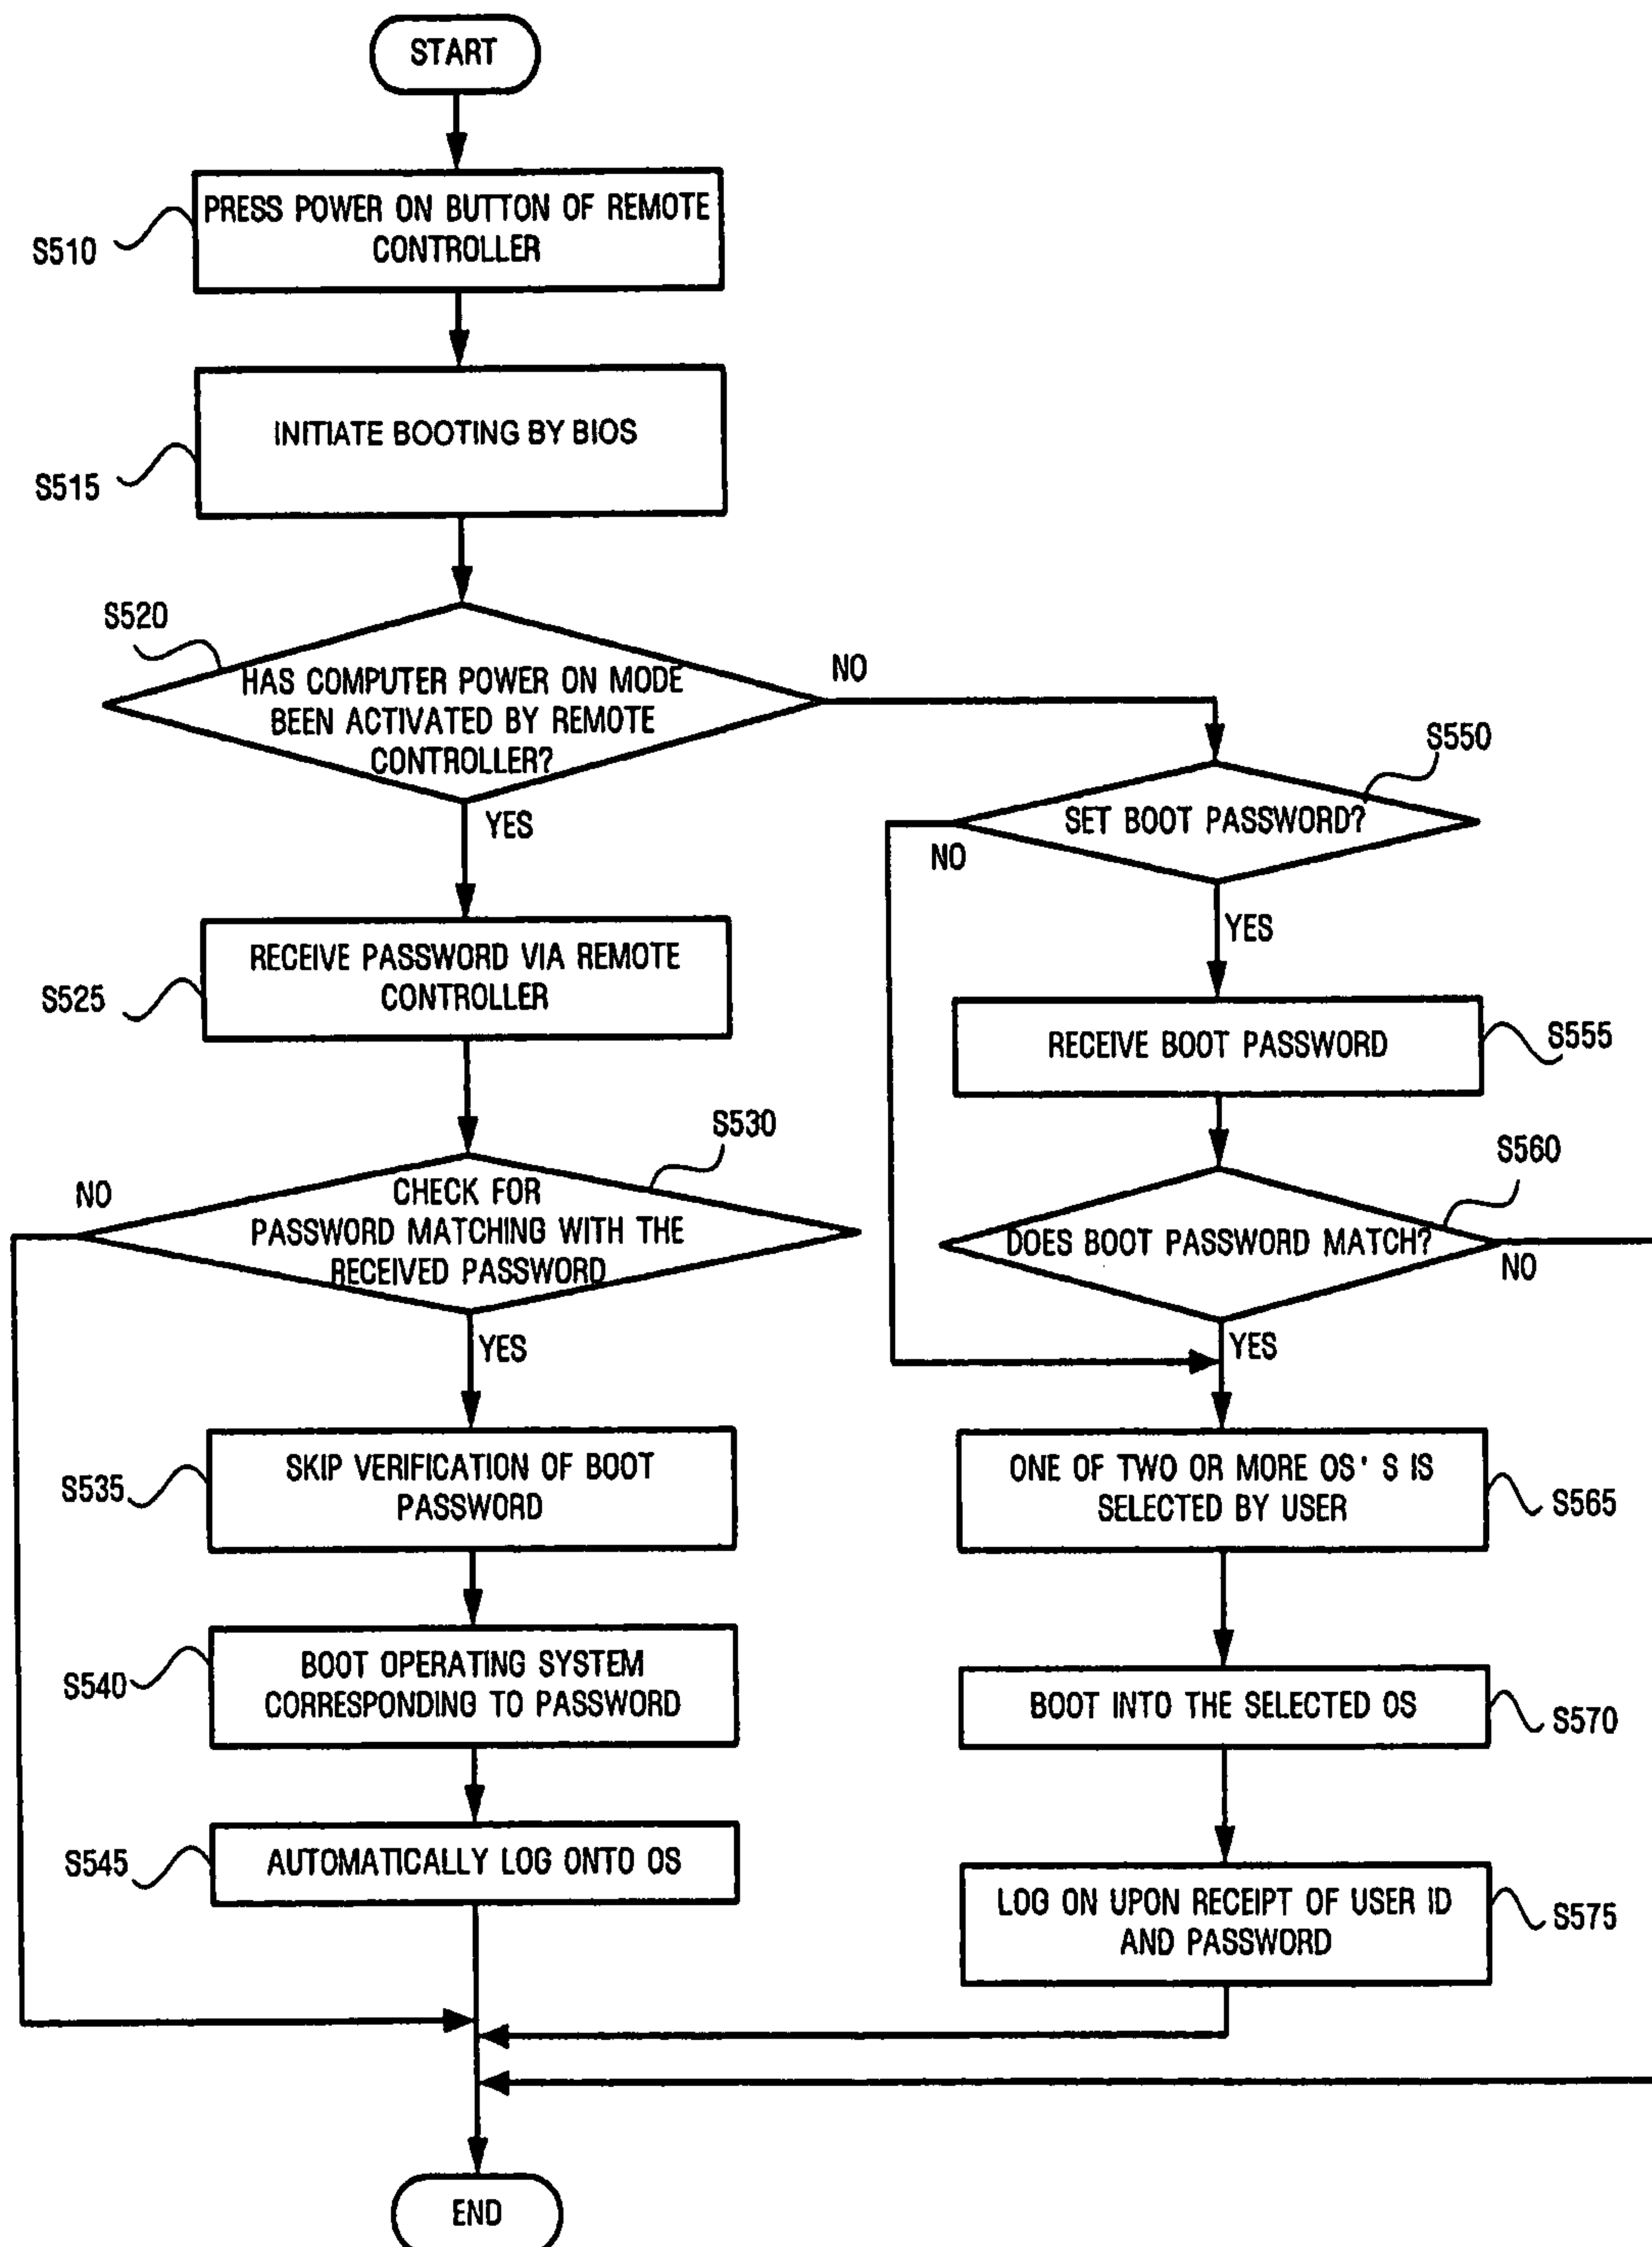 START
PRESS POWER ON BUTTON OF REMOTE
CONTROLLER
S510
INITIATE BOOTING BY BIOS
S515
S520
HAS COMPUTER POWER ON MODE
BEEN ACTIVATED BY REMOTE
CONTROLLER?
NO
YES
S550
SET BOOT PASSWORD?
NO
YES
RECEIVE PASSWORD VIA REMOTE
CONTROLLER
S525
RECEIVE BOOT PASSWORD
S555
S530
CHECK FOR
PASSWORD MATCHING WITH THE
RECEIVED PASSWORD
NO
YES
S560
DOES BOOT PASSWORD MATCH?
NO
YES
SKIP VERIFICATION OF BOOT
PASSWORD
S535
ONE OF TWO OR MORE OS' S IS
SELECTED BY USER
S565
BOOT OPERATING SYSTEM
CORRESPONDING TO PASSWORD
S540
BOOT INTO THE SELECTED OS
S570
AUTOMATICALLY LOG ONTO OS
S545
LOG ON UPON RECEIPT OF USER ID
AND PASSWORD
S575
END